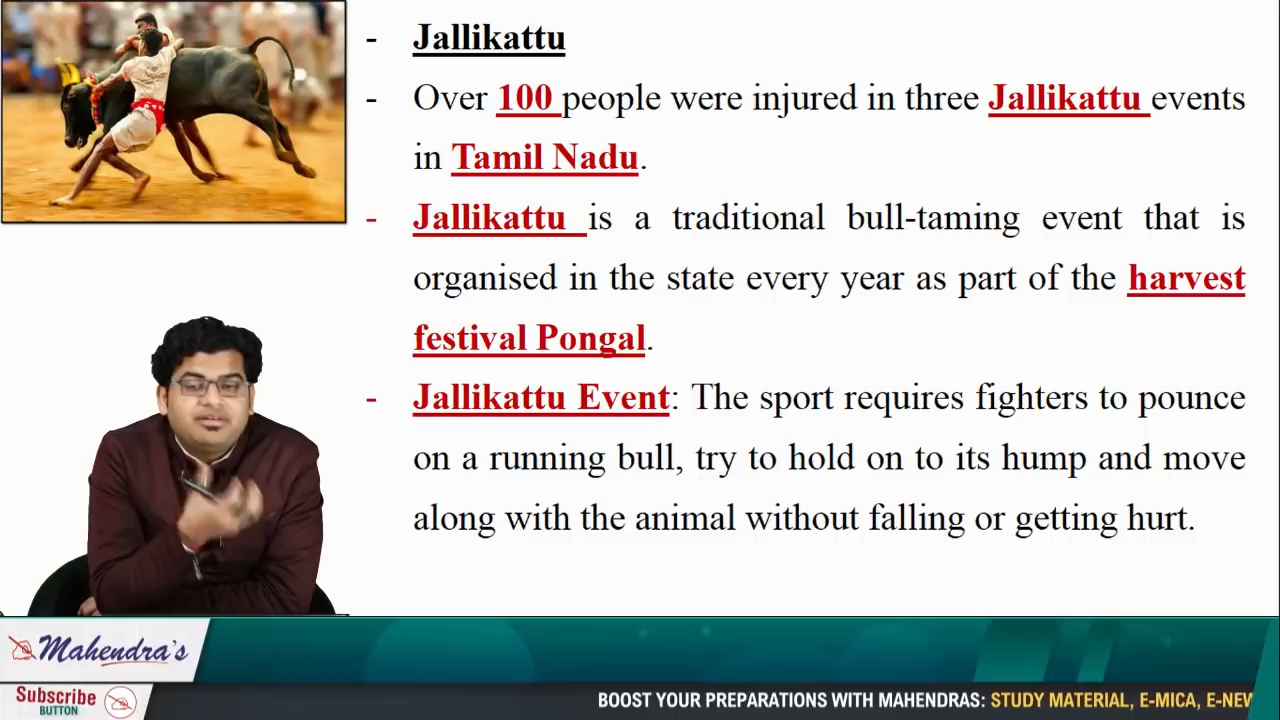 - Jallikattu
- Over 100 people were injured in three Jallikattu events
in Tamil Nadu.
- Jallikattu is a traditional bull-taming event that is
organised in the state every year as part of the harvest
festival Pongal.
- Jallikattu Event: The sport requires fighters to pounce
on a running bull, try to hold on to its hump and move
along with the animal without falling or getting hurt.
Mahendra's
Subscribe
BUTTON
BOOST YOUR PREPARATIONS WITH MAHENDRAS: STUDY MATERIAL, E-MICA, E-NEW